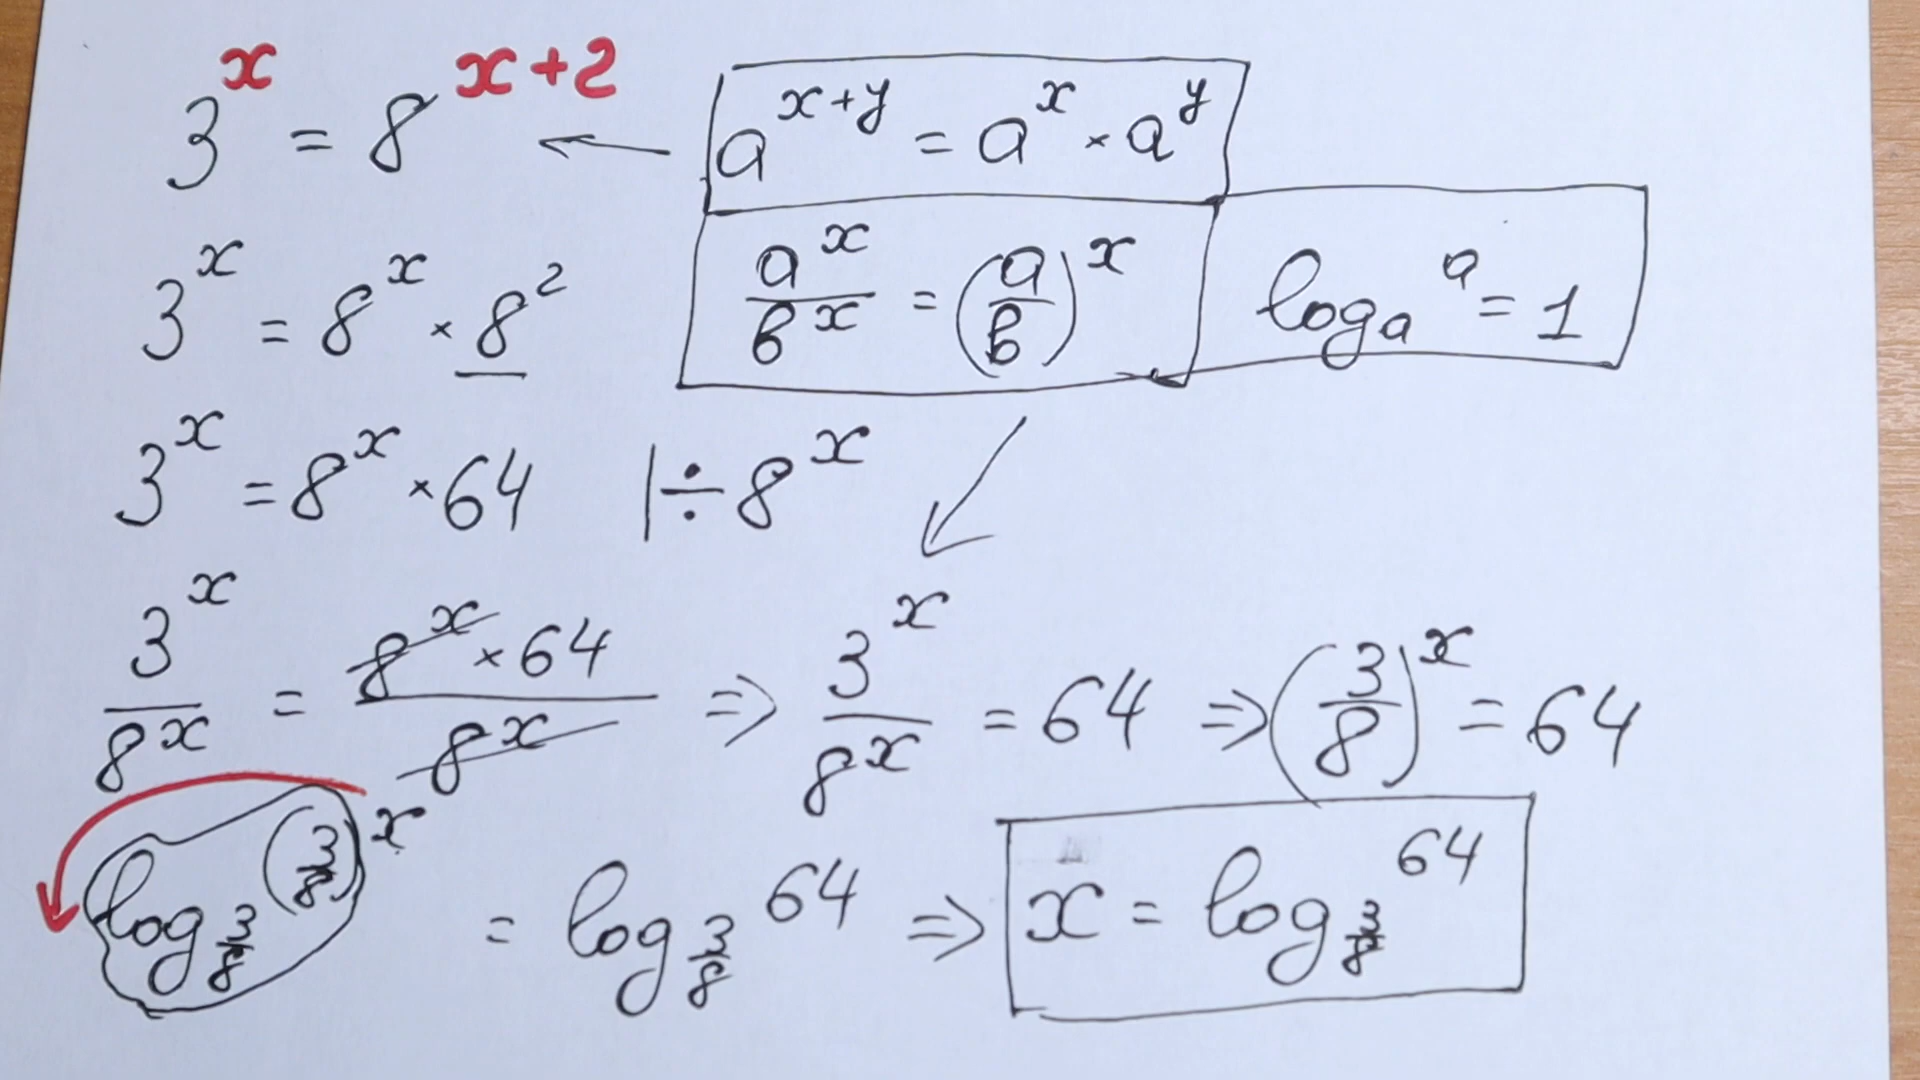 3^x = 8^(x+2) ← a^(x+y) = a^x × a^y
3^x = 8^x × 8^2
a^x/b^x = (a/b)^x
log_a a = 1
3^x = 8^x × 64 | ÷ 8^x
3^x/8^x = 8^x × 64/8^x ⇒ 3^x/8^x = 64 ⇒ (3/8)^x = 64
log_(3/8) (3/8)^x = log_(3/8) 64 ⇒ x = log_(3/8) 64